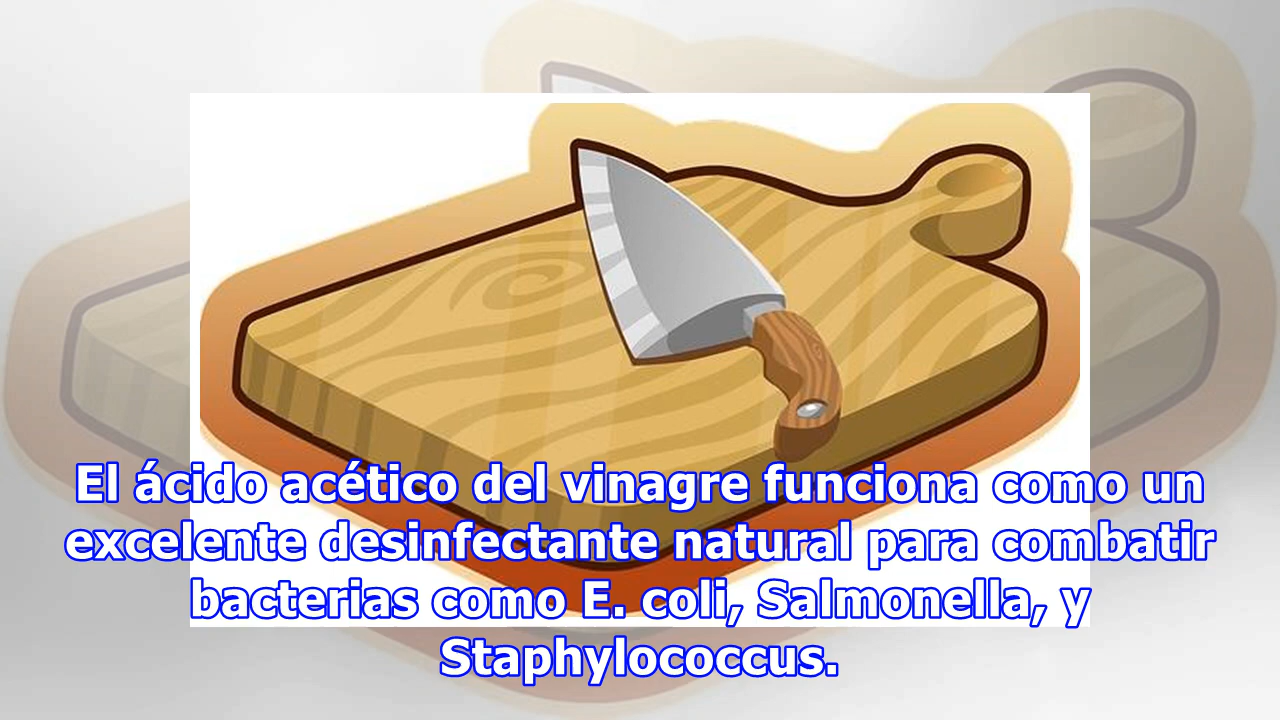 El ácido acético del vinagre funciona como un
excelente desinfectante natural para combatir
bacterias como E. coli, Salmonella, y
Staphylococcus.